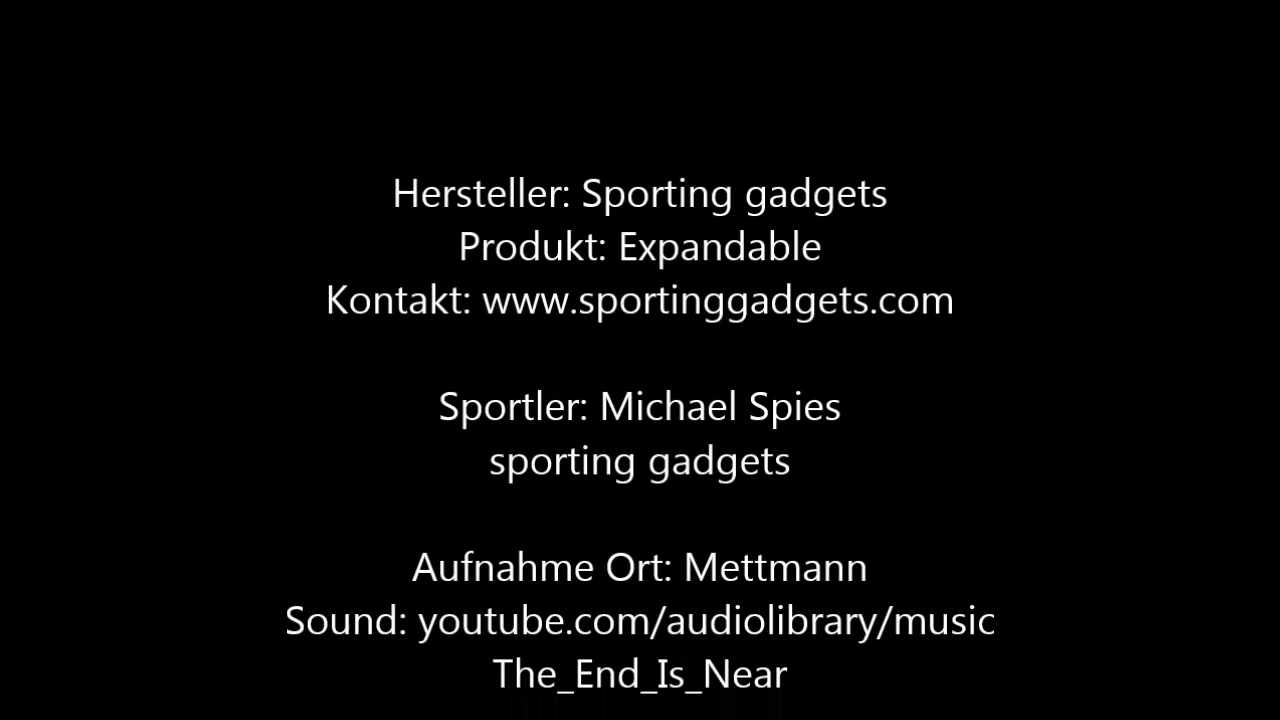 Hersteller: Sporting gadgets
Produkt: Expandable
Kontakt: www.sportinggadgets.com
Sportler: Michael Spies
sporting gadgets
Aufnahme Ort: Mettmann
Sound: youtube.com/audiolibrary/music
The_End_Is_Near